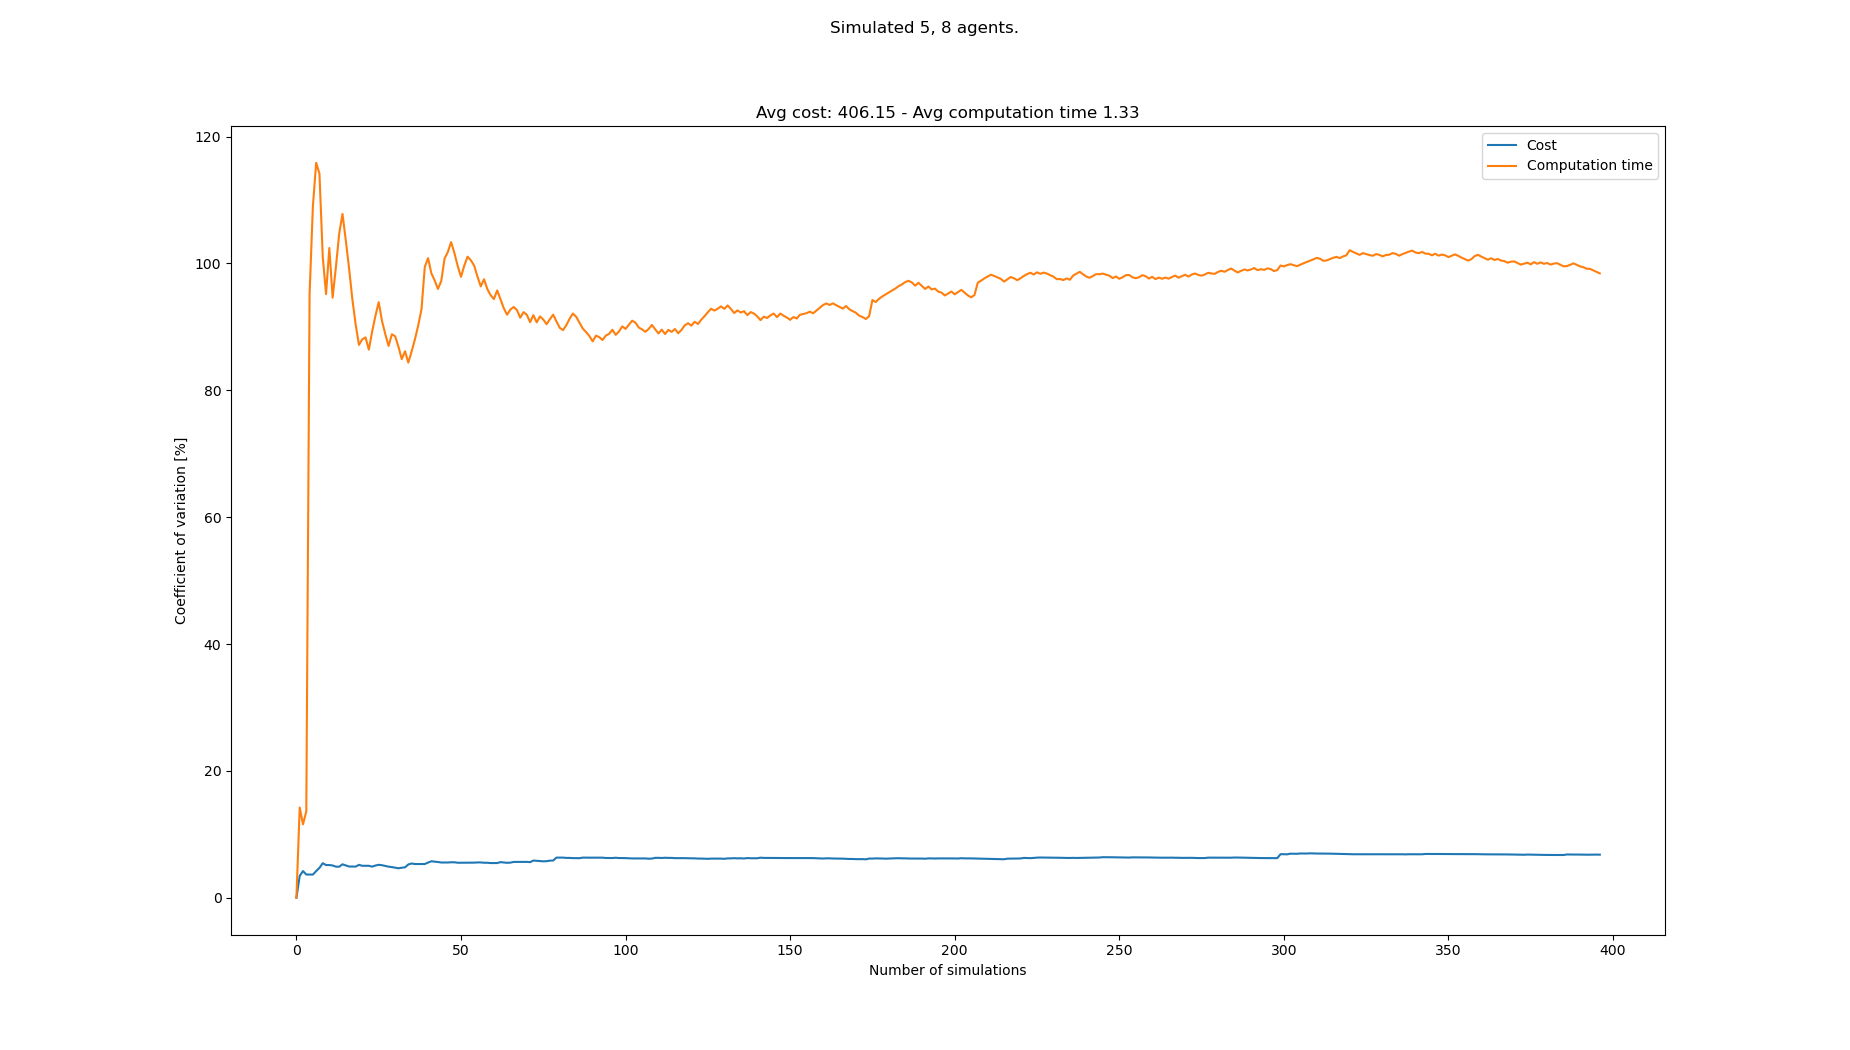 Simulated 5, 8 agents.
Avg cost: 406.15 - Avg computation time 1.33
Cost
Computation time
120
100
80
60
40
20
0
Coefficient of variation [%]
0 50 100 150 200 250 300 350 400
Number of simulations